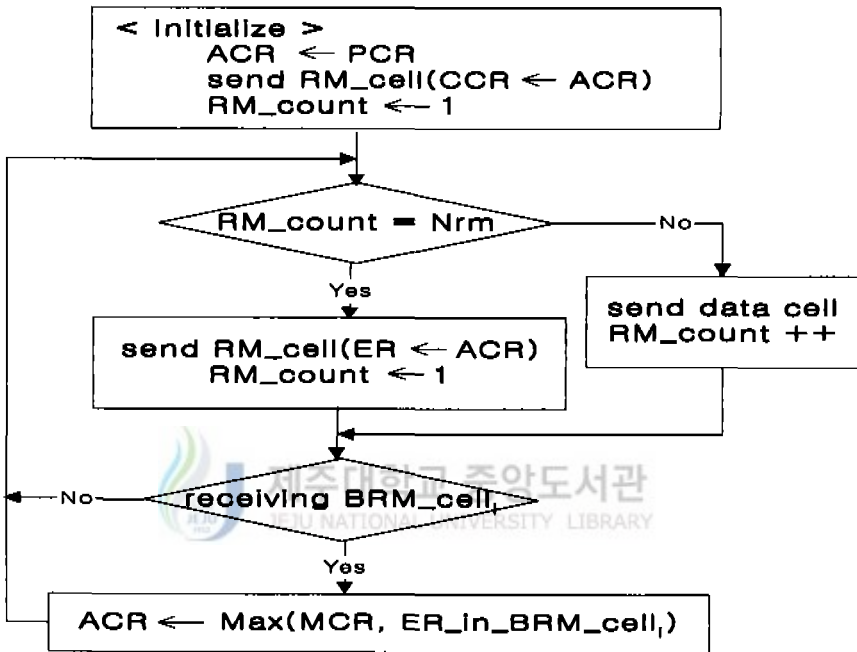 < Initialize >
ACR ← PCR
send RM_cell(CCR ← ACR)
RM_count ← 1
RM_count = Nrm
No
Yes
send data cell
RM_count ++
send RM_cell(ER ← ACR)
RM_count ← 1
제주대학교 중앙도서관
JEJU NATIONAL UNIVERSITY LIBRARY
receiving BRM_cell,
No
Yes
ACR ← Max(MCR, ER_in_BRM_cell,)